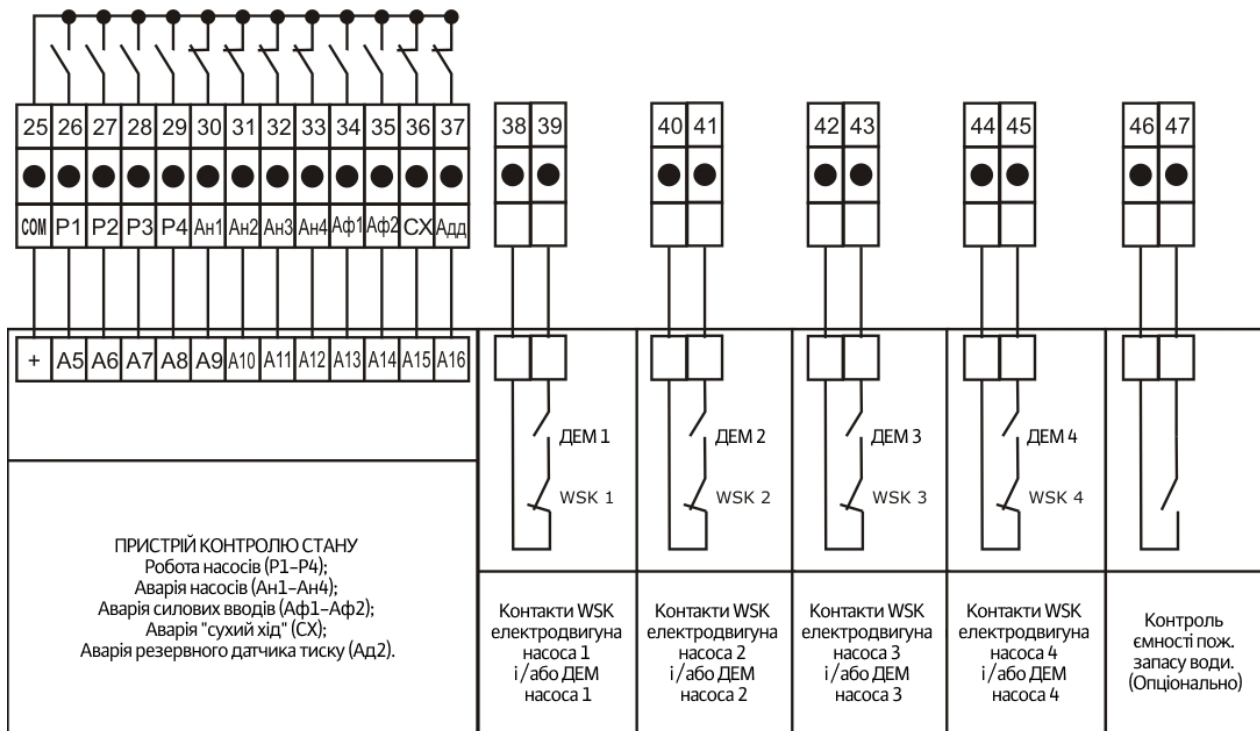 25 26 27 28 29 30 31 32 33 34 35 36 37
38 39
40 41
42 43
44 45
46 47
COM P1 P2 P3 P4 Ан1 Ан2 Ан3 Ан4 Аф1 Аф2 СХ Адд
+ A5 A6 A7 A8 A9 A10 A11 A12 A13 A14 A15 A16
ДЕМ 1
WSK 1
ДЕМ 2
WSK 2
ДЕМ 3
WSK 3
ДЕМ 4
WSK 4
ПРИСТРІЙ КОНТРОЛЮ СТАНУ
Робота насосів (Р1–Р4);
Аварія насосів (Ан1–Ан4);
Аварія силових вводів (Аф1–Аф2);
Аварія "сухий хід" (СХ);
Аварія резервного датчика тиску (Ад2).
Контакти WSK
електродвигуна
насоса 1
і/або ДЕМ
насоса 1
Контакти WSK
електродвигуна
насоса 2
і/або ДЕМ
насоса 2
Контакти WSK
електродвигуна
насоса 3
і/або ДЕМ
насоса 3
Контакти WSK
електродвигуна
насоса 4
і/або ДЕМ
насоса 4
Контроль
ємності пож.
запасу води.
(Опціонально)